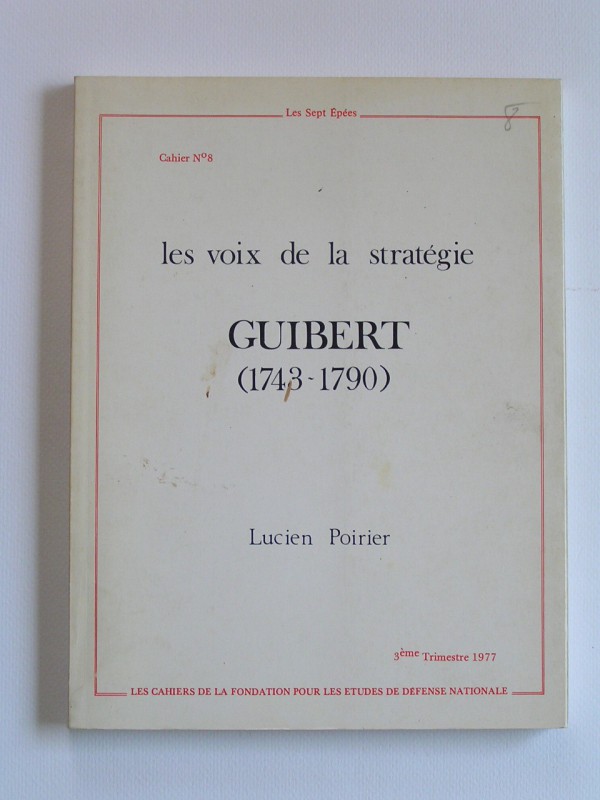 Les Sept Épées
8
Cahier Nº8
les voix de la stratégie
GUIBERT
(1743-1790)
Lucien Poirier
3ème Trimestre 1977
LES CAHIERS DE LA FONDATION POUR LES ETUDES DE DÉFENSE NATIONALE